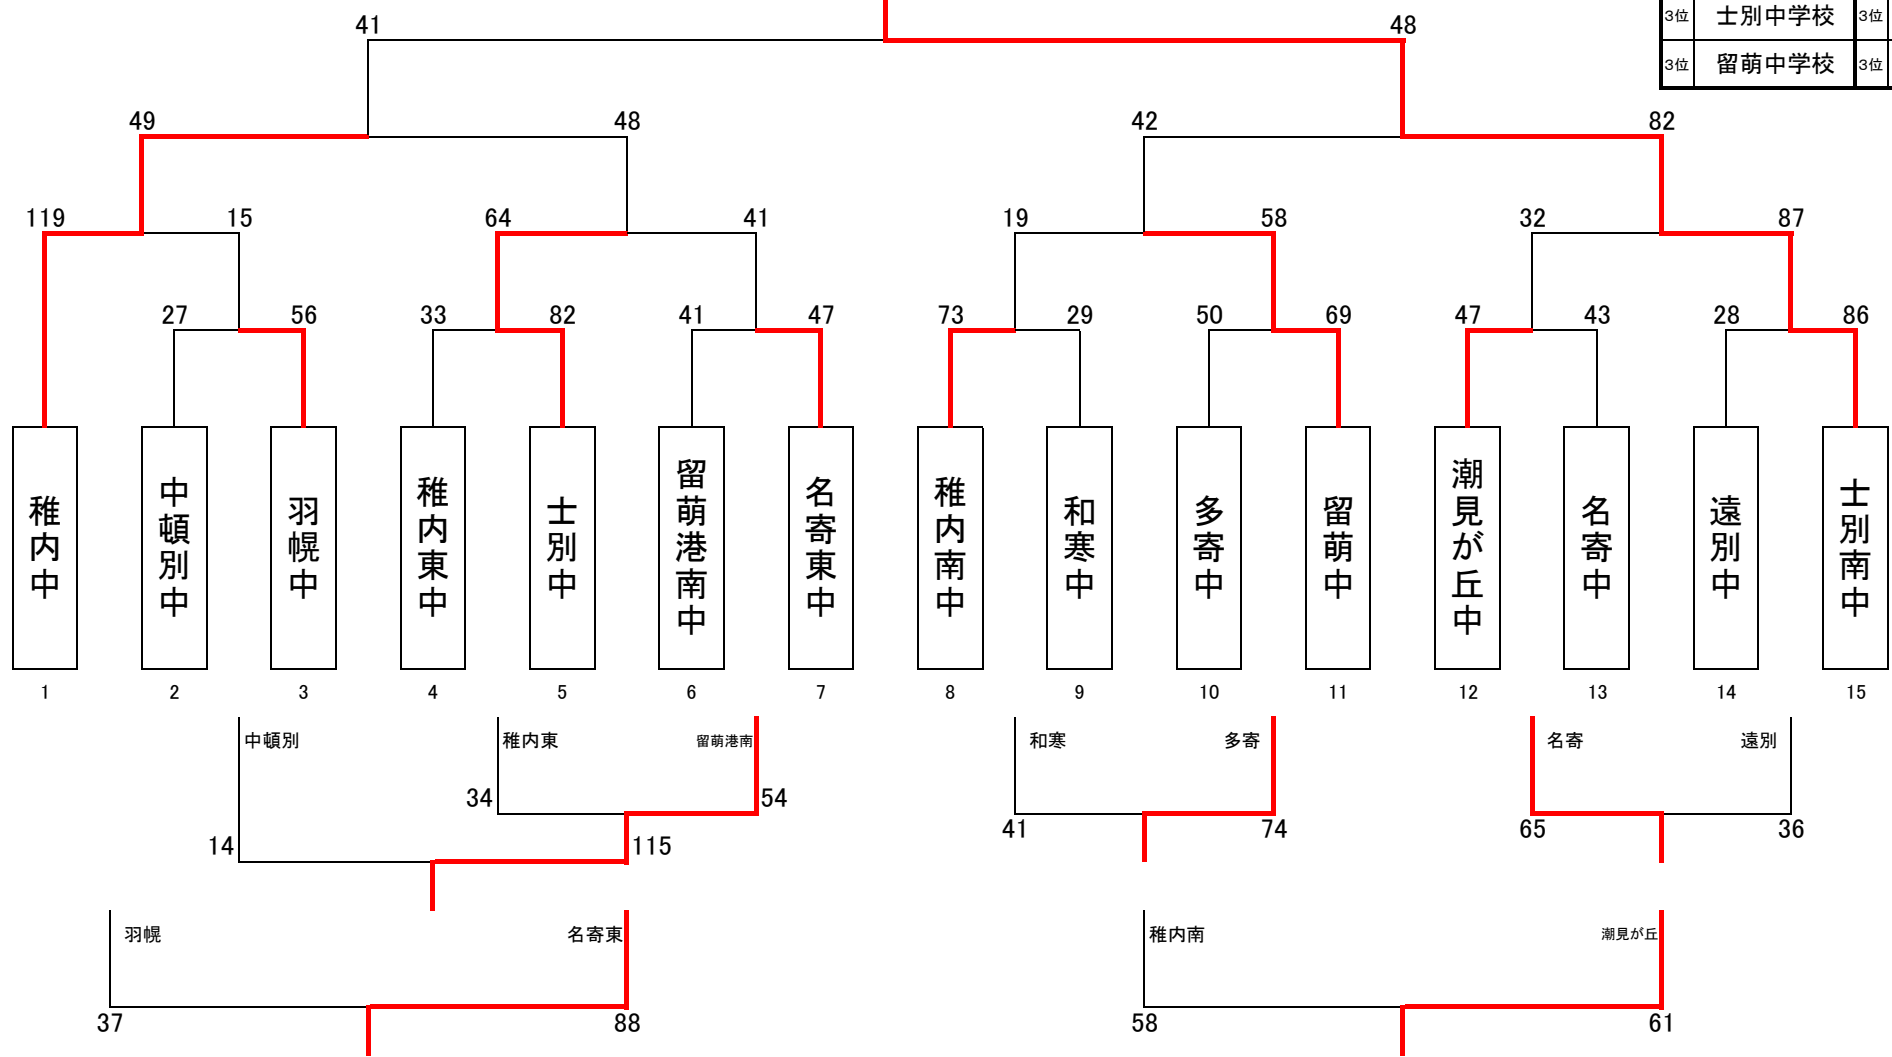 41 48
3位 士別中学校 3位
3位 留萌中学校 3位
49 48 42 82
119 15 64 41 19 58 32 87
27 56 33 82 41 47 73 29 50 69 47 43 28 86
稚内中
中頓別中
羽幌中
稚内東中
士別中
留萌港南中
名寄東中
稚内南中
和寒中
多寄中
留萌中
潮見が丘中
名寄中
遠別中
士別南中
1 2 3 4 5 6 7 8 9 10 11 12 13 14 15
中頓別 稚内東 留萌港南 和寒 多寄 名寄 遠別
34 54
41 74 65 36
14 115
羽幌 名寄東 稚内南 潮見が丘
37 88 58 61